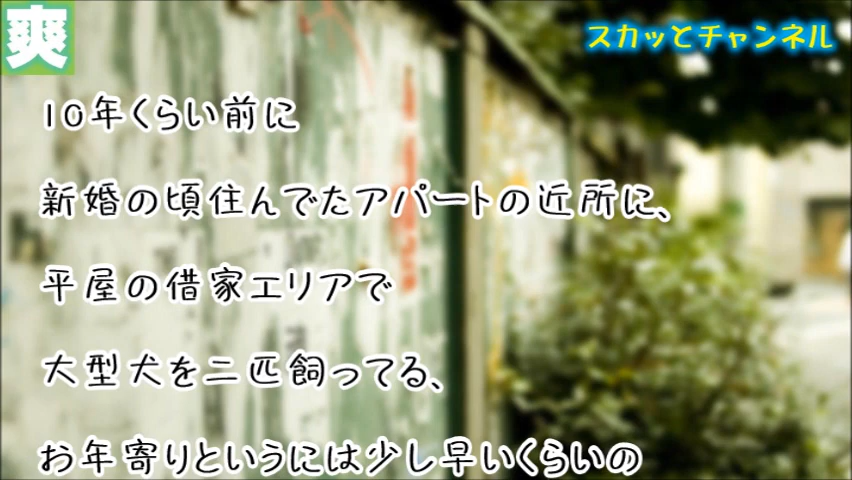 爽
スカッとチャンネル
10年くらい前に
新婚の頃住んでたアパートの近所に、
平屋の借家エリアで
大型犬を二匹飼ってる、
お年寄りというには少し早いくらいの